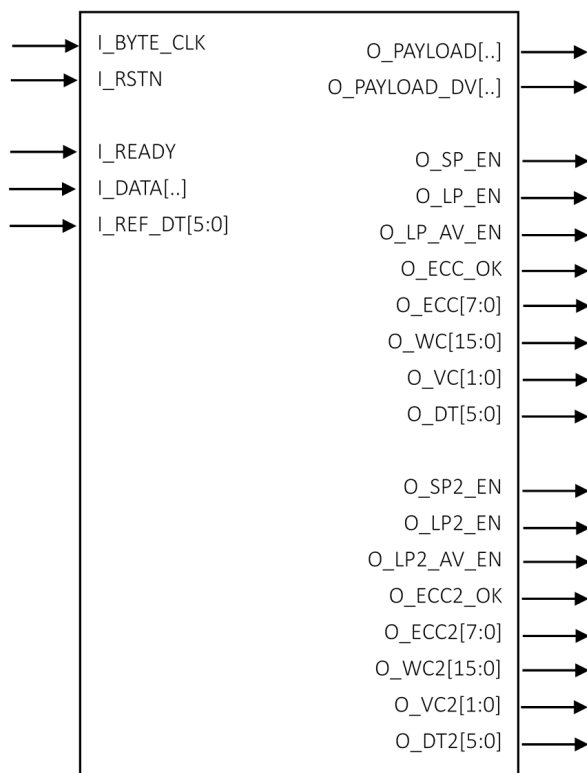 I_BYTE_CLK
I_RSTN
I_READY
I_DATA[..]
I_REF_DT[5:0]
O_PAYLOAD[..]
O_PAYLOAD_DV[..]
O_SP_EN
O_LP_EN
O_LP_AV_EN
O_ECC_OK
O_ECC[7:0]
O_WC[15:0]
O_VC[1:0]
O_DT[5:0]
O_SP2_EN
O_LP2_EN
O_LP2_AV_EN
O_ECC2_OK
O_ECC2[7:0]
O_WC2[15:0]
O_VC2[1:0]
O_DT2[5:0]